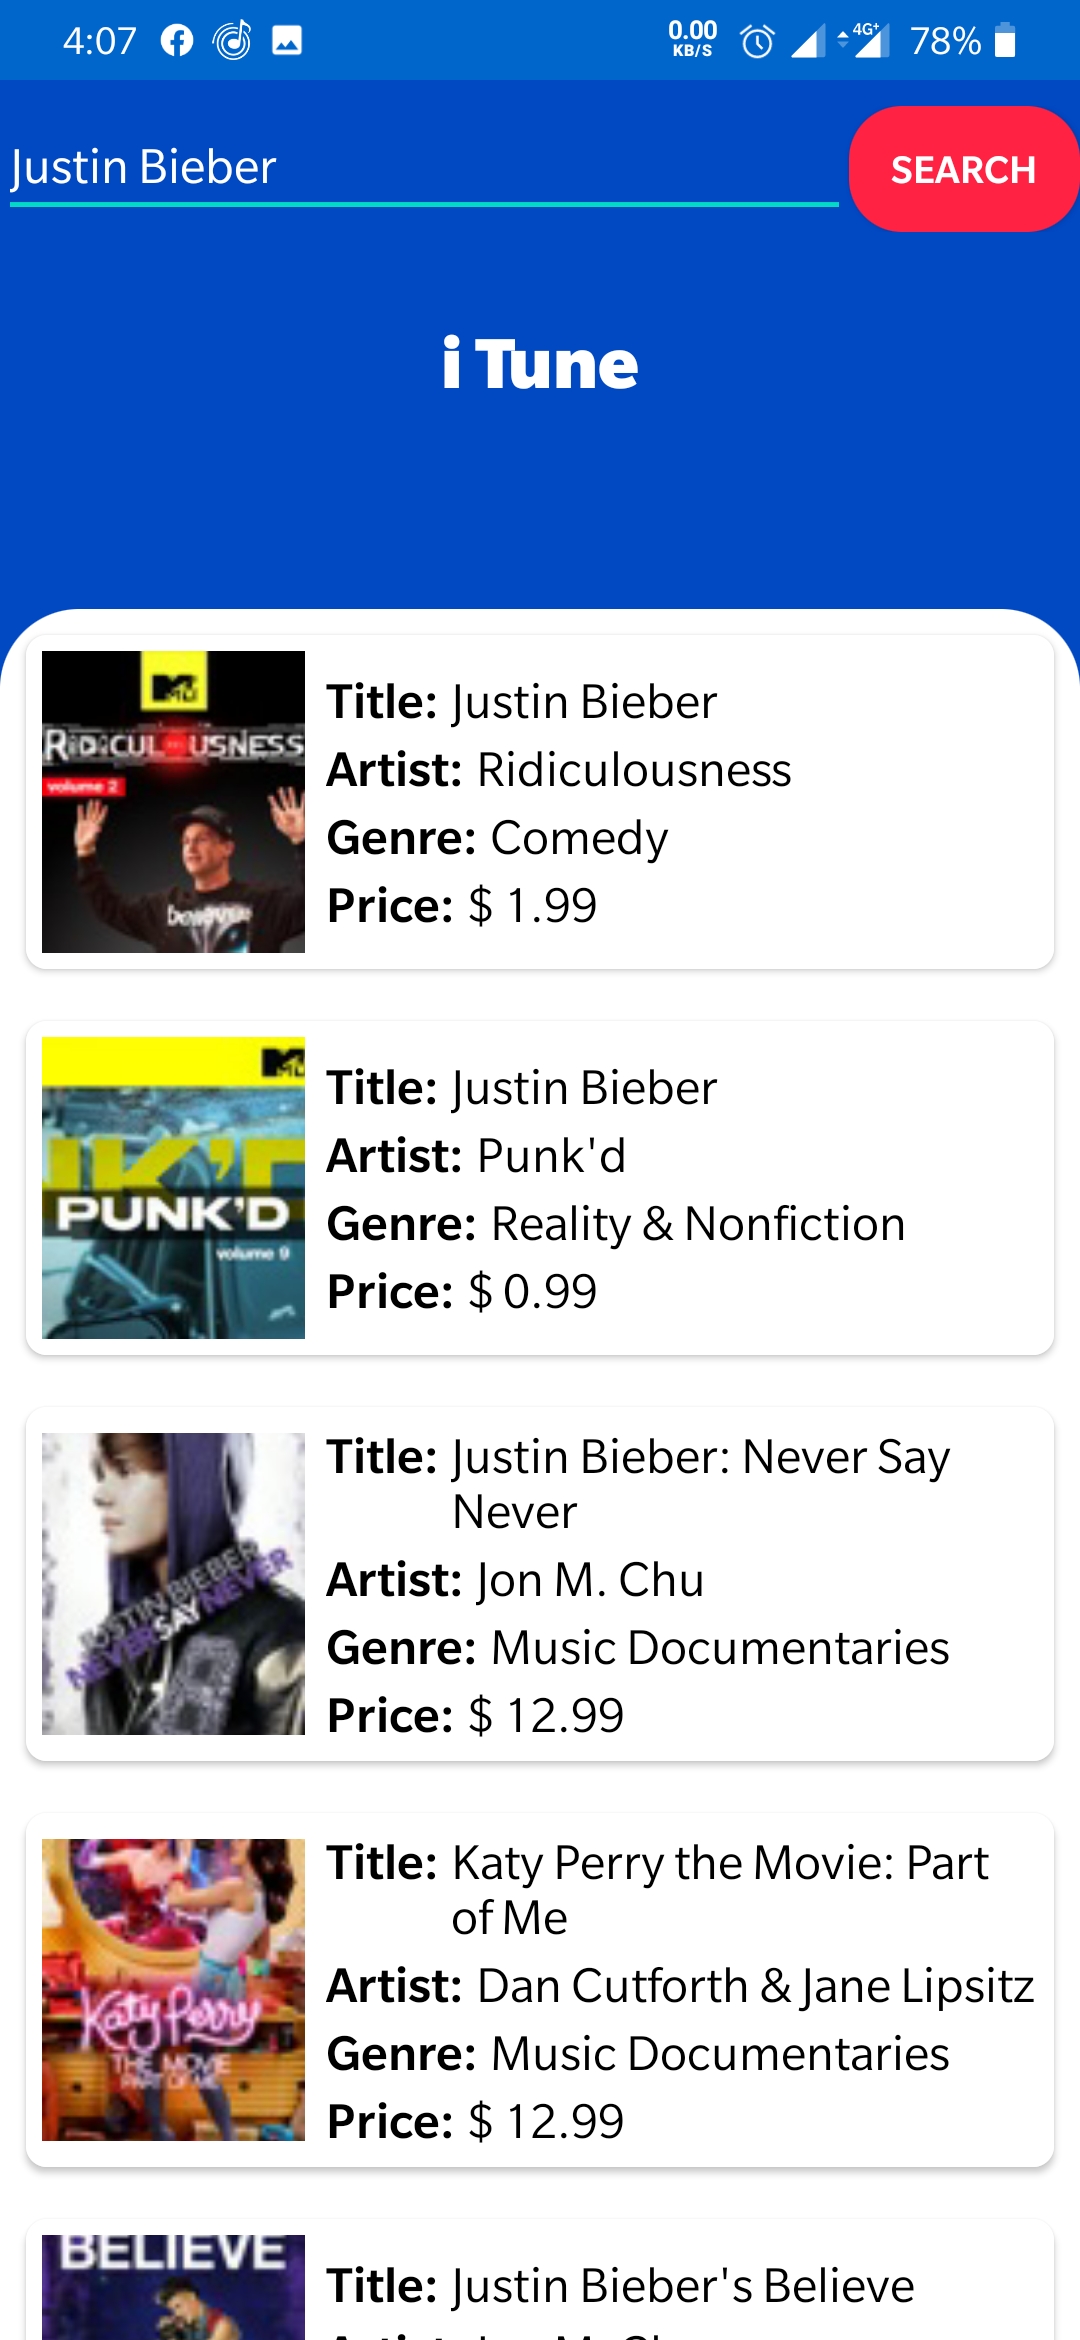 4:07 0.00 KB/S 4G+ 78%
Justin Bieber SEARCH
i Tune
MTV
RIDICULOUSNESS
volume 2
Title: Justin Bieber
Artist: Ridiculousness
Genre: Comedy
Price: $ 1.99
PUNK'D
volume 9
Title: Justin Bieber
Artist: Punk'd
Genre: Reality & Nonfiction
Price: $ 0.99
JUSTIN BIEBER
NEVER SAY NEVER
Title: Justin Bieber: Never Say
Never
Artist: Jon M. Chu
Genre: Music Documentaries
Price: $ 12.99
Katy Perry
THE MOVIE
PART OF ME
Title: Katy Perry the Movie: Part
of Me
Artist: Dan Cutforth & Jane Lipsitz
Genre: Music Documentaries
Price: $ 12.99
BELIEVE
Title: Justin Bieber's Believe